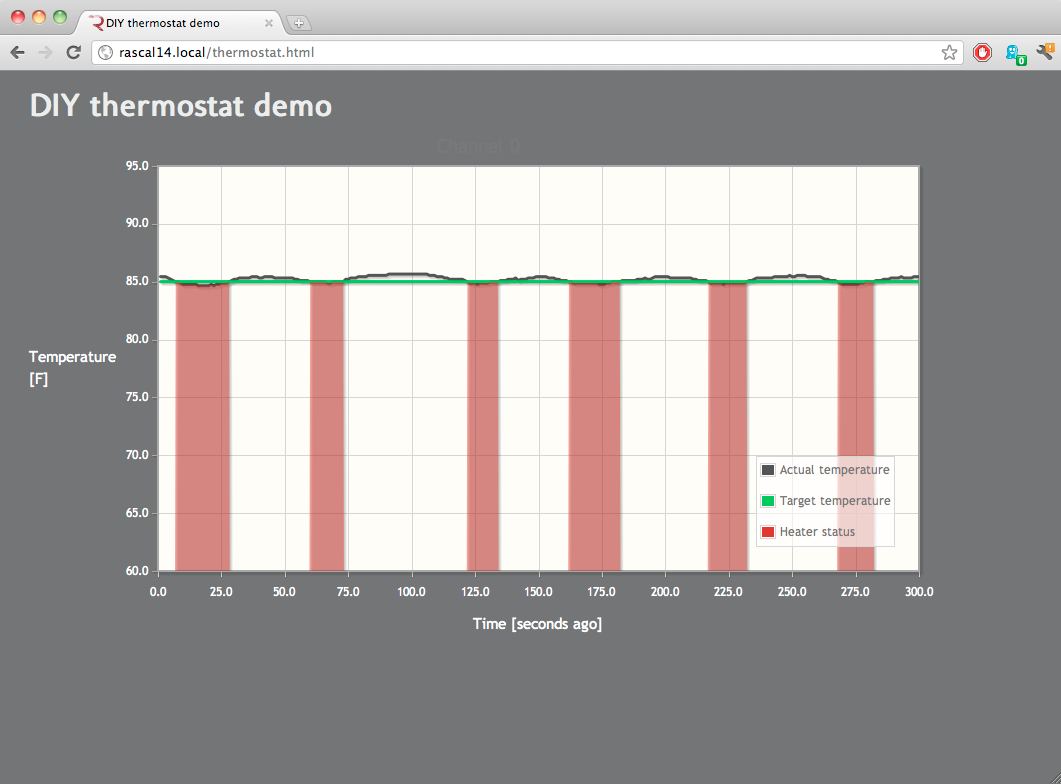 DIY thermostat demo
rascal14.local/thermostat.html
0
DIY thermostat demo
Channel 0
95.0
90.0
85.0
80.0
Temperature
[F]
75.0
70.0
65.0
60.0
Actual temperature
Target temperature
Heater status
0.0 25.0 50.0 75.0 100.0 125.0 150.0 175.0 200.0 225.0 250.0 275.0 300.0
Time [seconds ago]